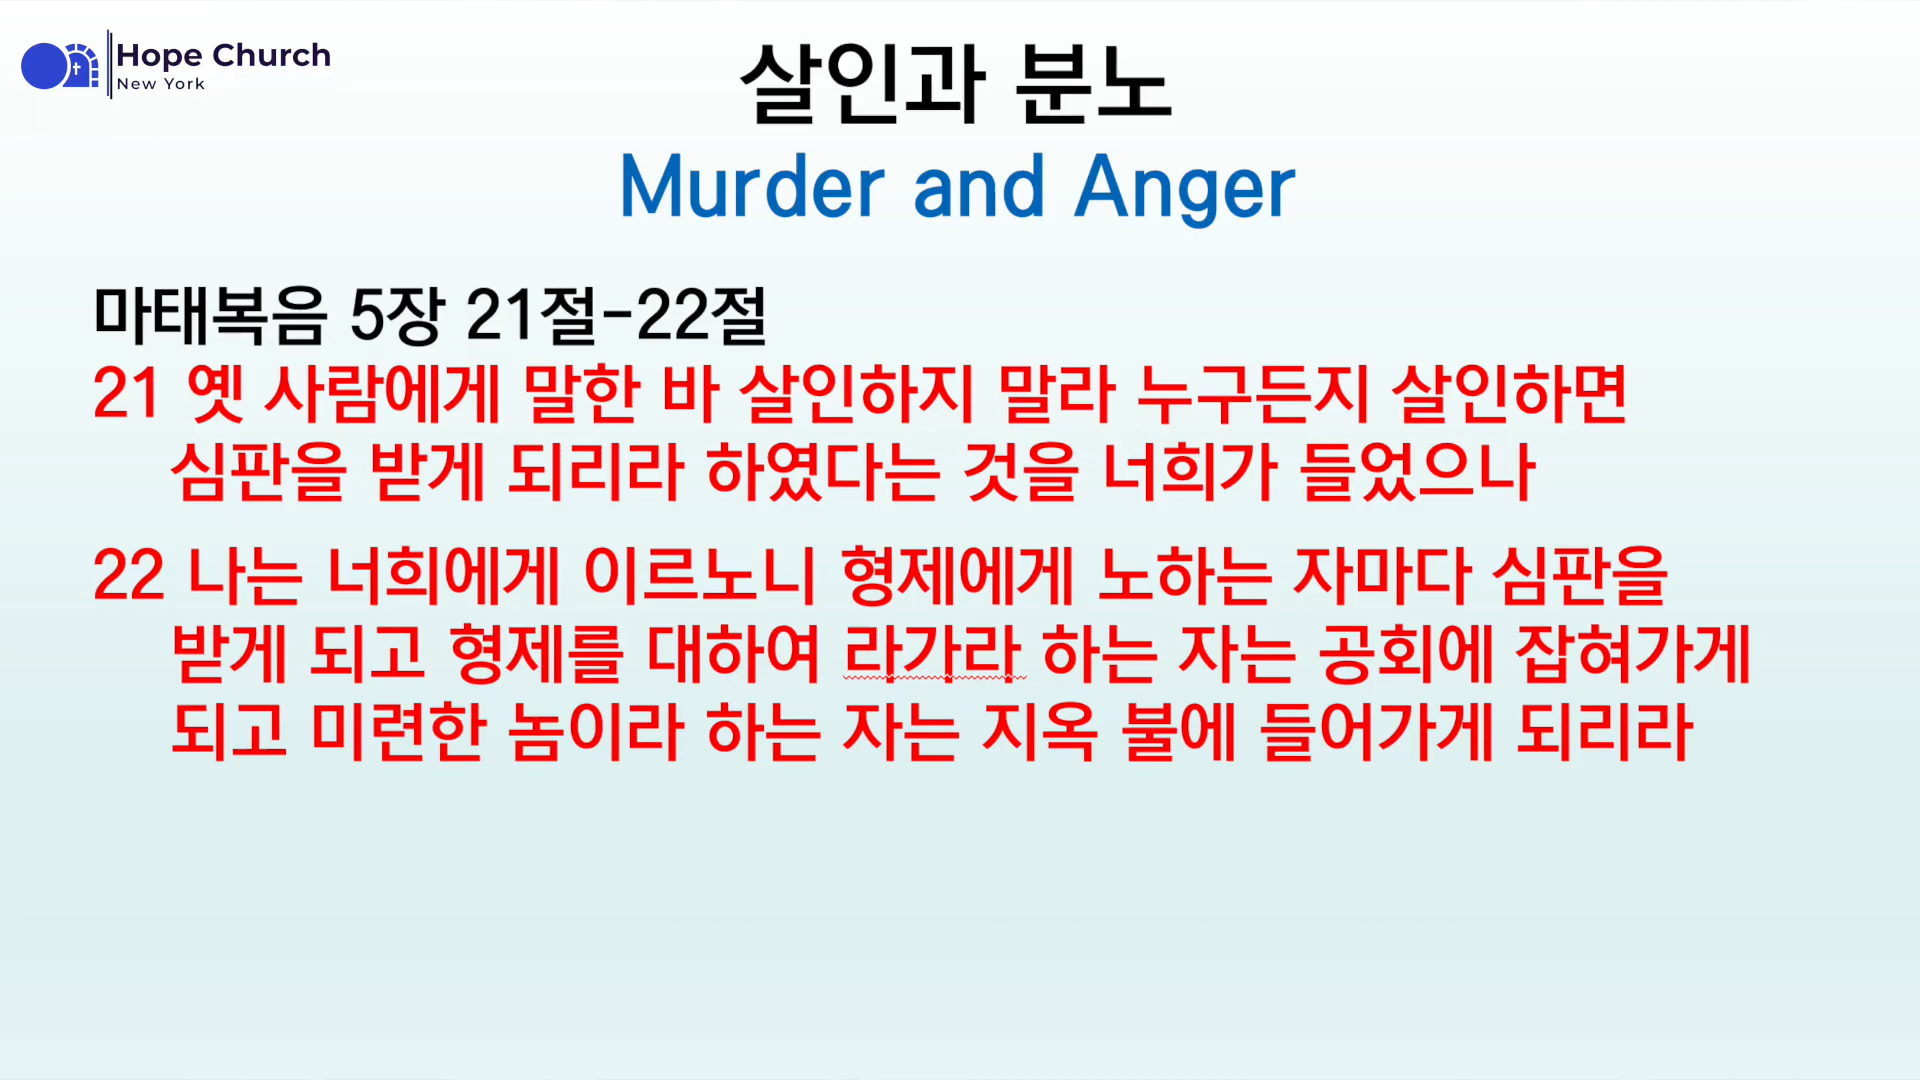 Hope Church
New York
살인과 분노
Murder and Anger
마태복음 5장 21절-22절
21 옛 사람에게 말한 바 살인하지 말라 누구든지 살인하면
심판을 받게 되리라 하였다는 것을 너희가 들었으나
22 나는 너희에게 이르노니 형제에게 노하는 자마다 심판을
받게 되고 형제를 대하여 라가라 하는 자는 공회에 잡혀가게
되고 미련한 놈이라 하는 자는 지옥 불에 들어가게 되리라